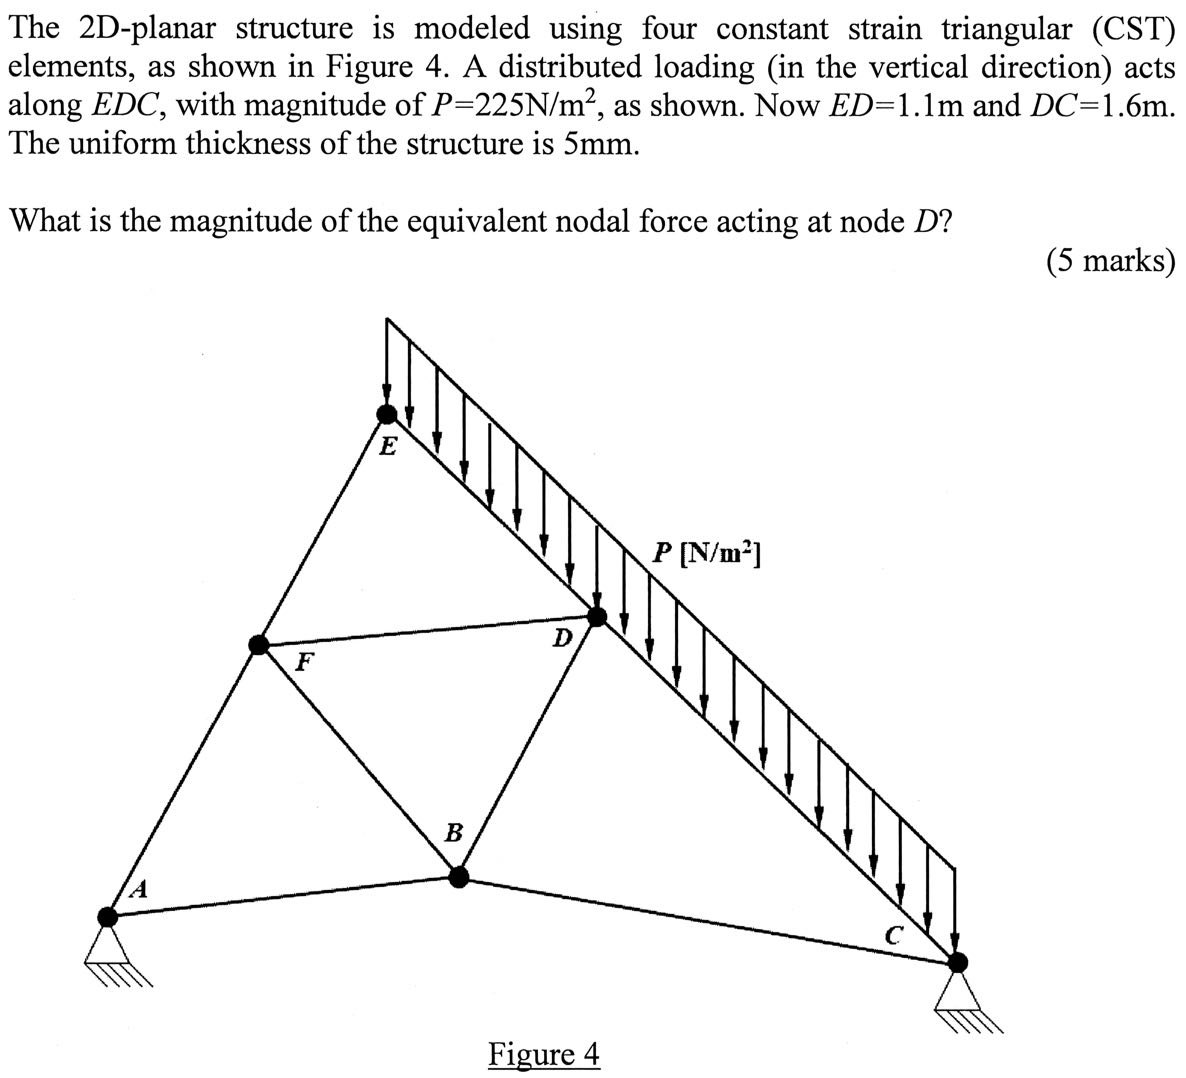 The 2D-planar structure is modeled using four constant strain triangular (CST)
elements, as shown in Figure 4. A distributed loading (in the vertical direction) acts
along EDC, with magnitude of P=225N/m², as shown. Now ED=1.1m and DC=1.6m.
The uniform thickness of the structure is 5mm.
What is the magnitude of the equivalent nodal force acting at node D?
(5 marks)
E
P [N/m²]
D
F
B
A
C
Figure 4